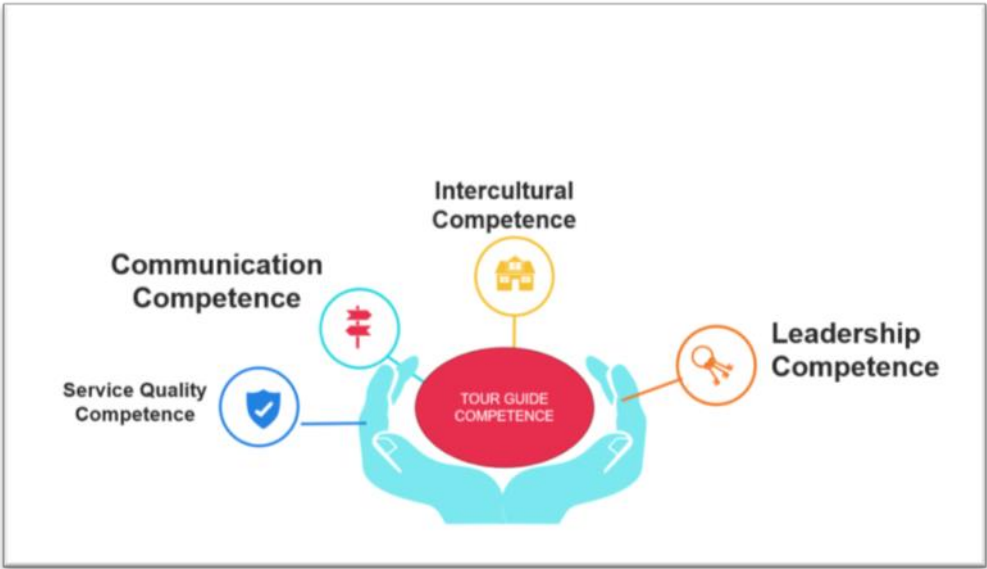 Intercultural
Competence
Communication
Competence
Leadership
Competence
Service Quality
Competence
TOUR GUIDE
COMPETENCE